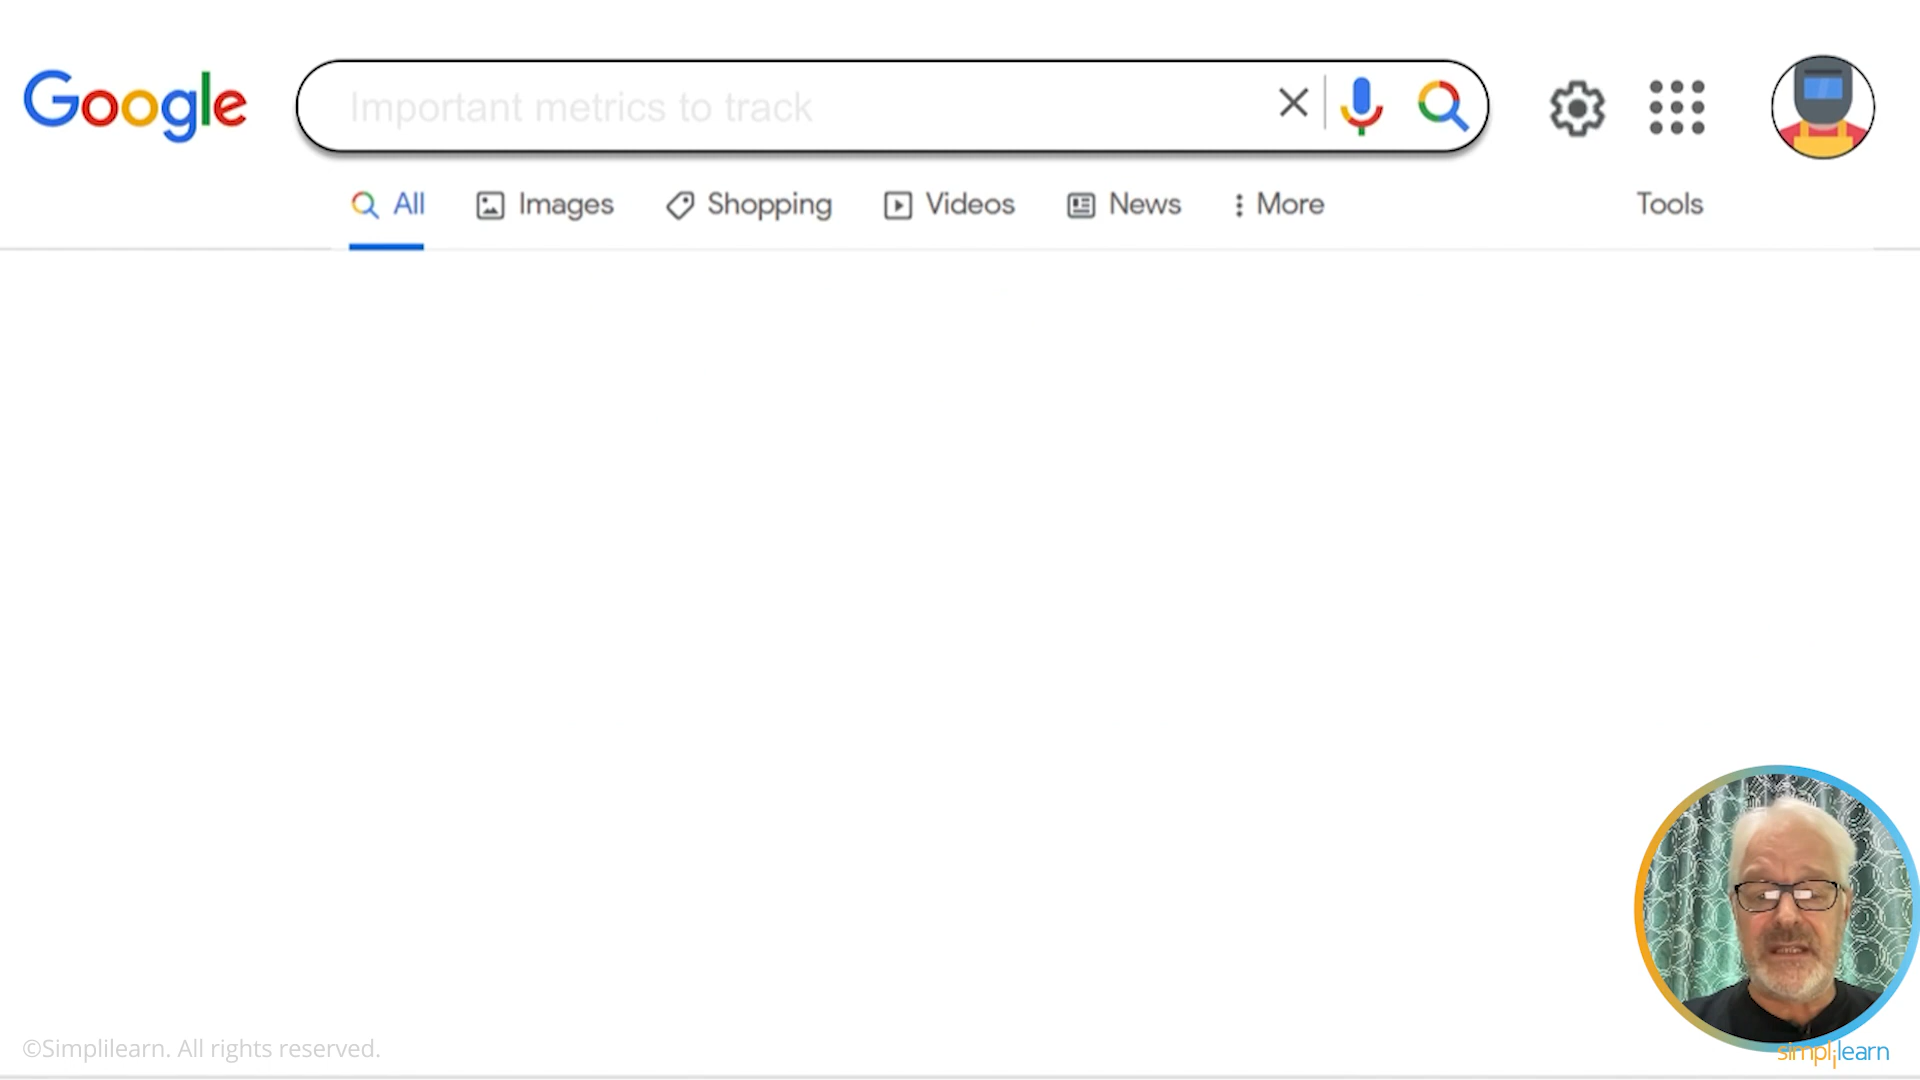 Google
Important metrics to track
All
Images
Shopping
Videos
News
More
Tools
©Simplilearn. All rights reserved.
simplilearn